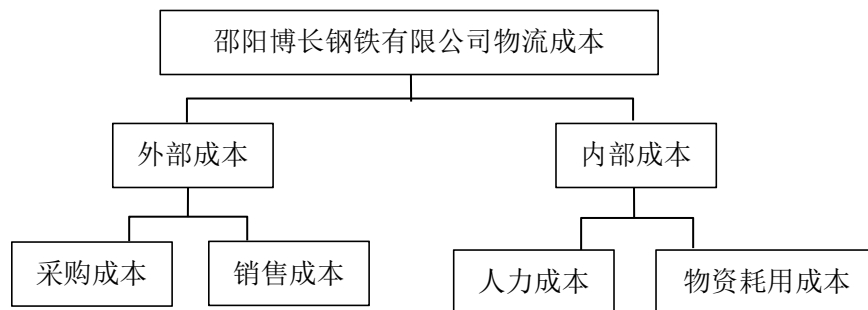 邵阳博长钢铁有限公司物流成本
外部成本
内部成本
采购成本
销售成本
人力成本
物资耗用成本